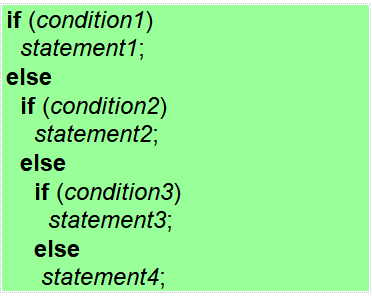 if (condition1)
statement1;
else
if (condition2)
statement2;
else
if (condition3)
statement3;
else
statement4;